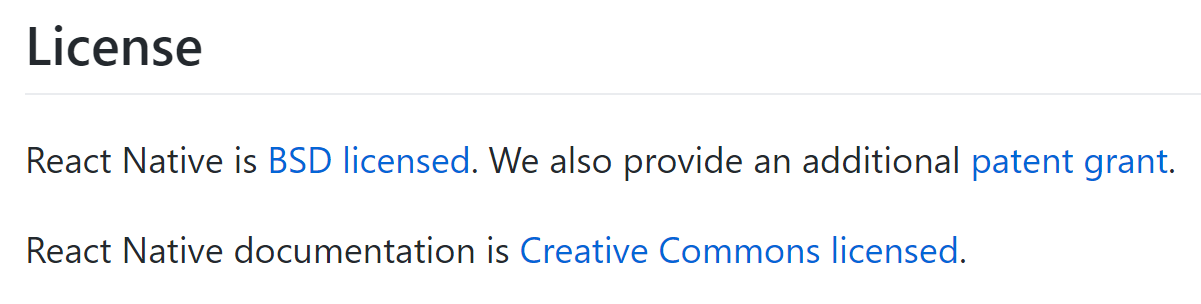 License
React Native is BSD licensed. We also provide an additional patent grant.
React Native documentation is Creative Commons licensed.